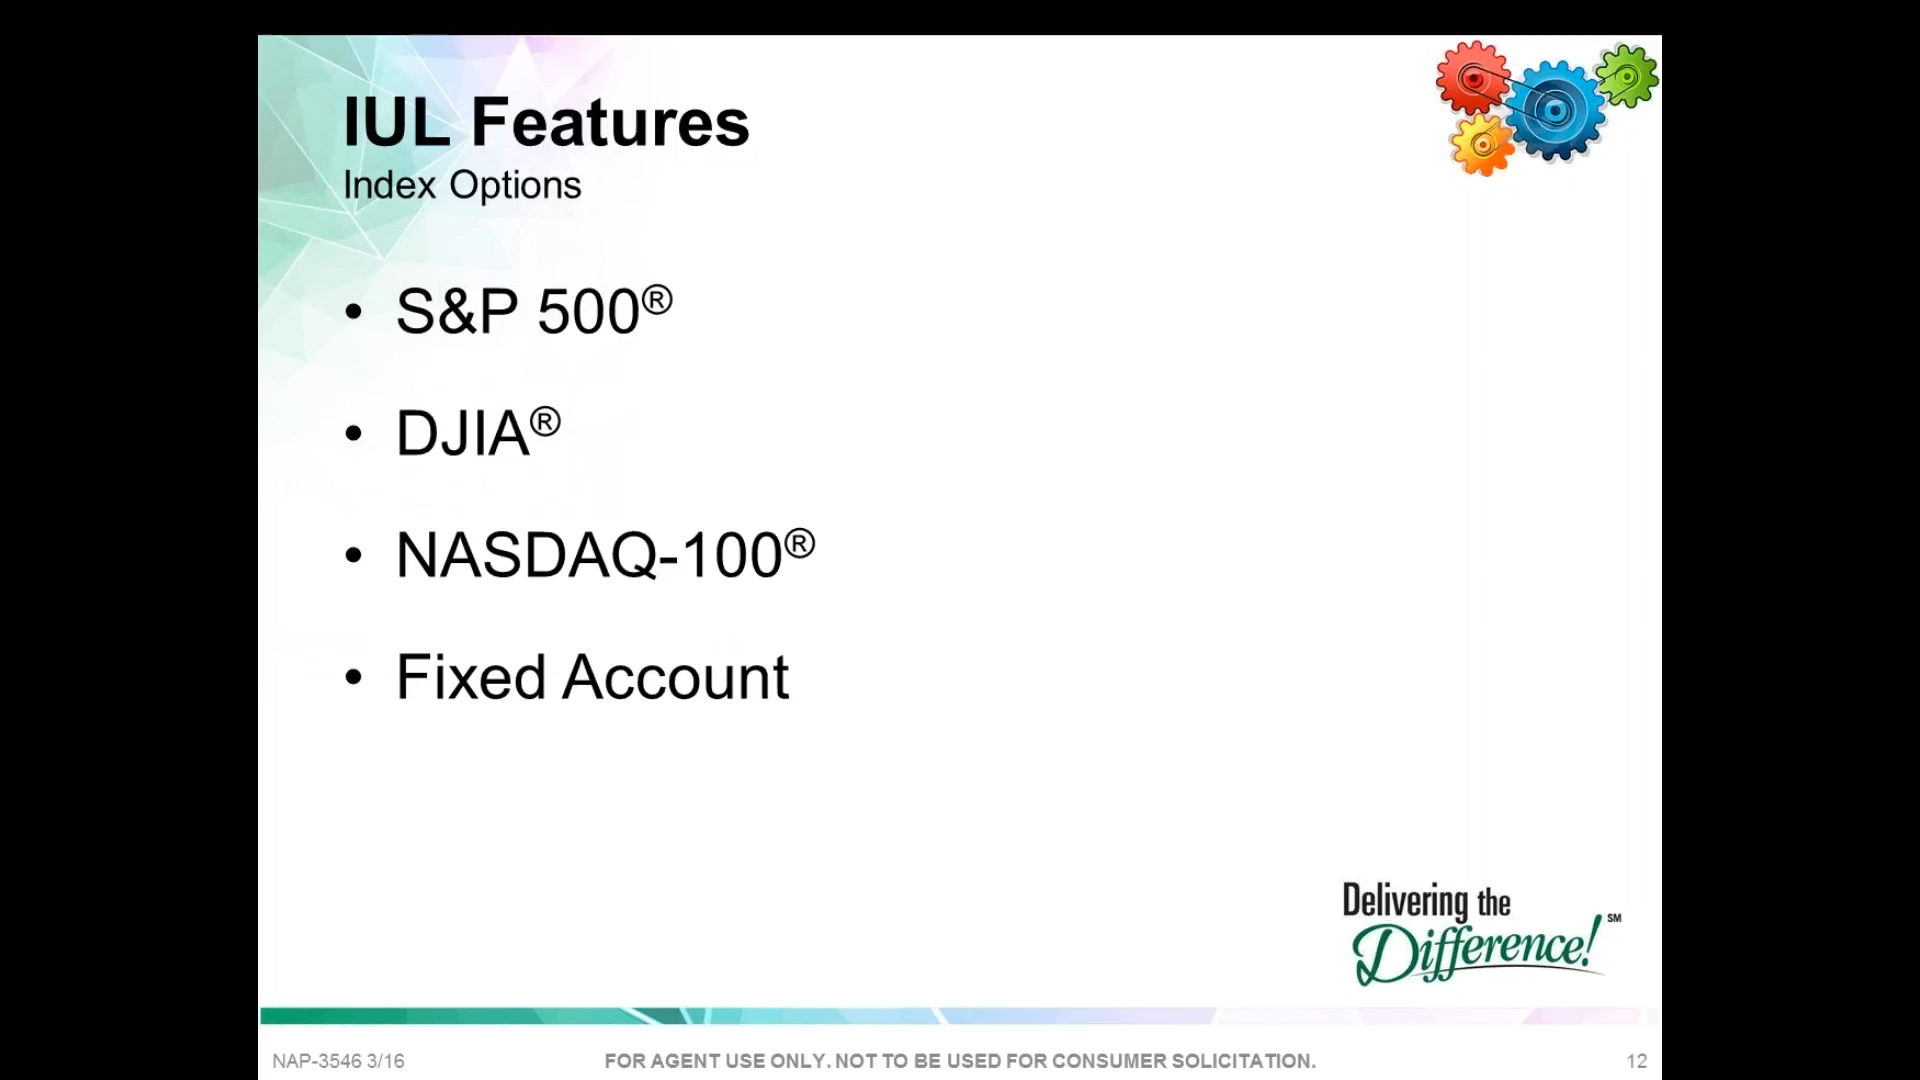 IUL Features
Index Options
• S&P 500®
• DJIA®
• NASDAQ-100®
• Fixed Account
Delivering the
Difference! SM
NAP-3546 3/16
FOR AGENT USE ONLY. NOT TO BE USED FOR CONSUMER SOLICITATION.
12